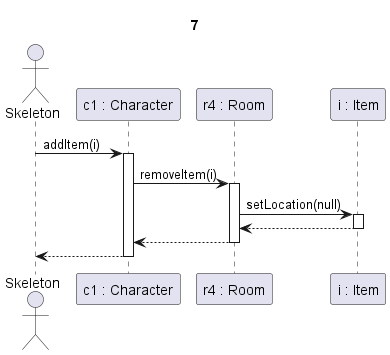 7
Skeleton
c1 : Character
r4 : Room
i : Item
addItem(i)
removeItem(i)
setLocation(null)
Skeleton
c1 : Character
r4 : Room
i : Item